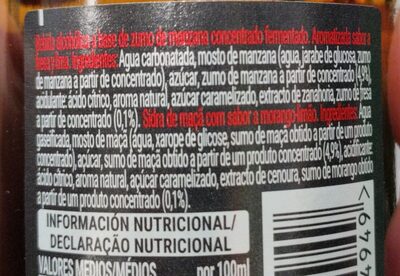 Bebida alcohólica a base de zumo de manzana concentrado fermentado. Aromatizada sabor a
fresa y lima. Ingredientes: Agua carbonatada, mosto de manzana (agua, jarabe de glucosa, zumo
de manzana a partir de concentrado), azúcar, zumo de manzana a partir de concentrado (4,9%),
acidulante: ácido cítrico, aroma natural, azúcar caramelizado, extracto de zanahoria, zumo de fresa
a partir de concentrado (0,1%). Sidra de maçã com sabor a morango-limão. Ingredientes: Água
gaseificada, mosto de maçã (água, xarope de glicose, sumo de maçã obtido a partir de um produto
concentrado), açúcar, sumo de maçã obtido a partir de um produto concentrado (4,9%), acidificante:
ácido cítrico, aroma natural, açúcar caramelizado, extracto de cenoura, sumo de morango obtido
a partir de um produto concentrado (0,1%).
INFORMACIÓN NUTRICIONAL/
DECLARAÇÃO NUTRICIONAL
VALORES MEDIOS/MÉDIOS por 100ml